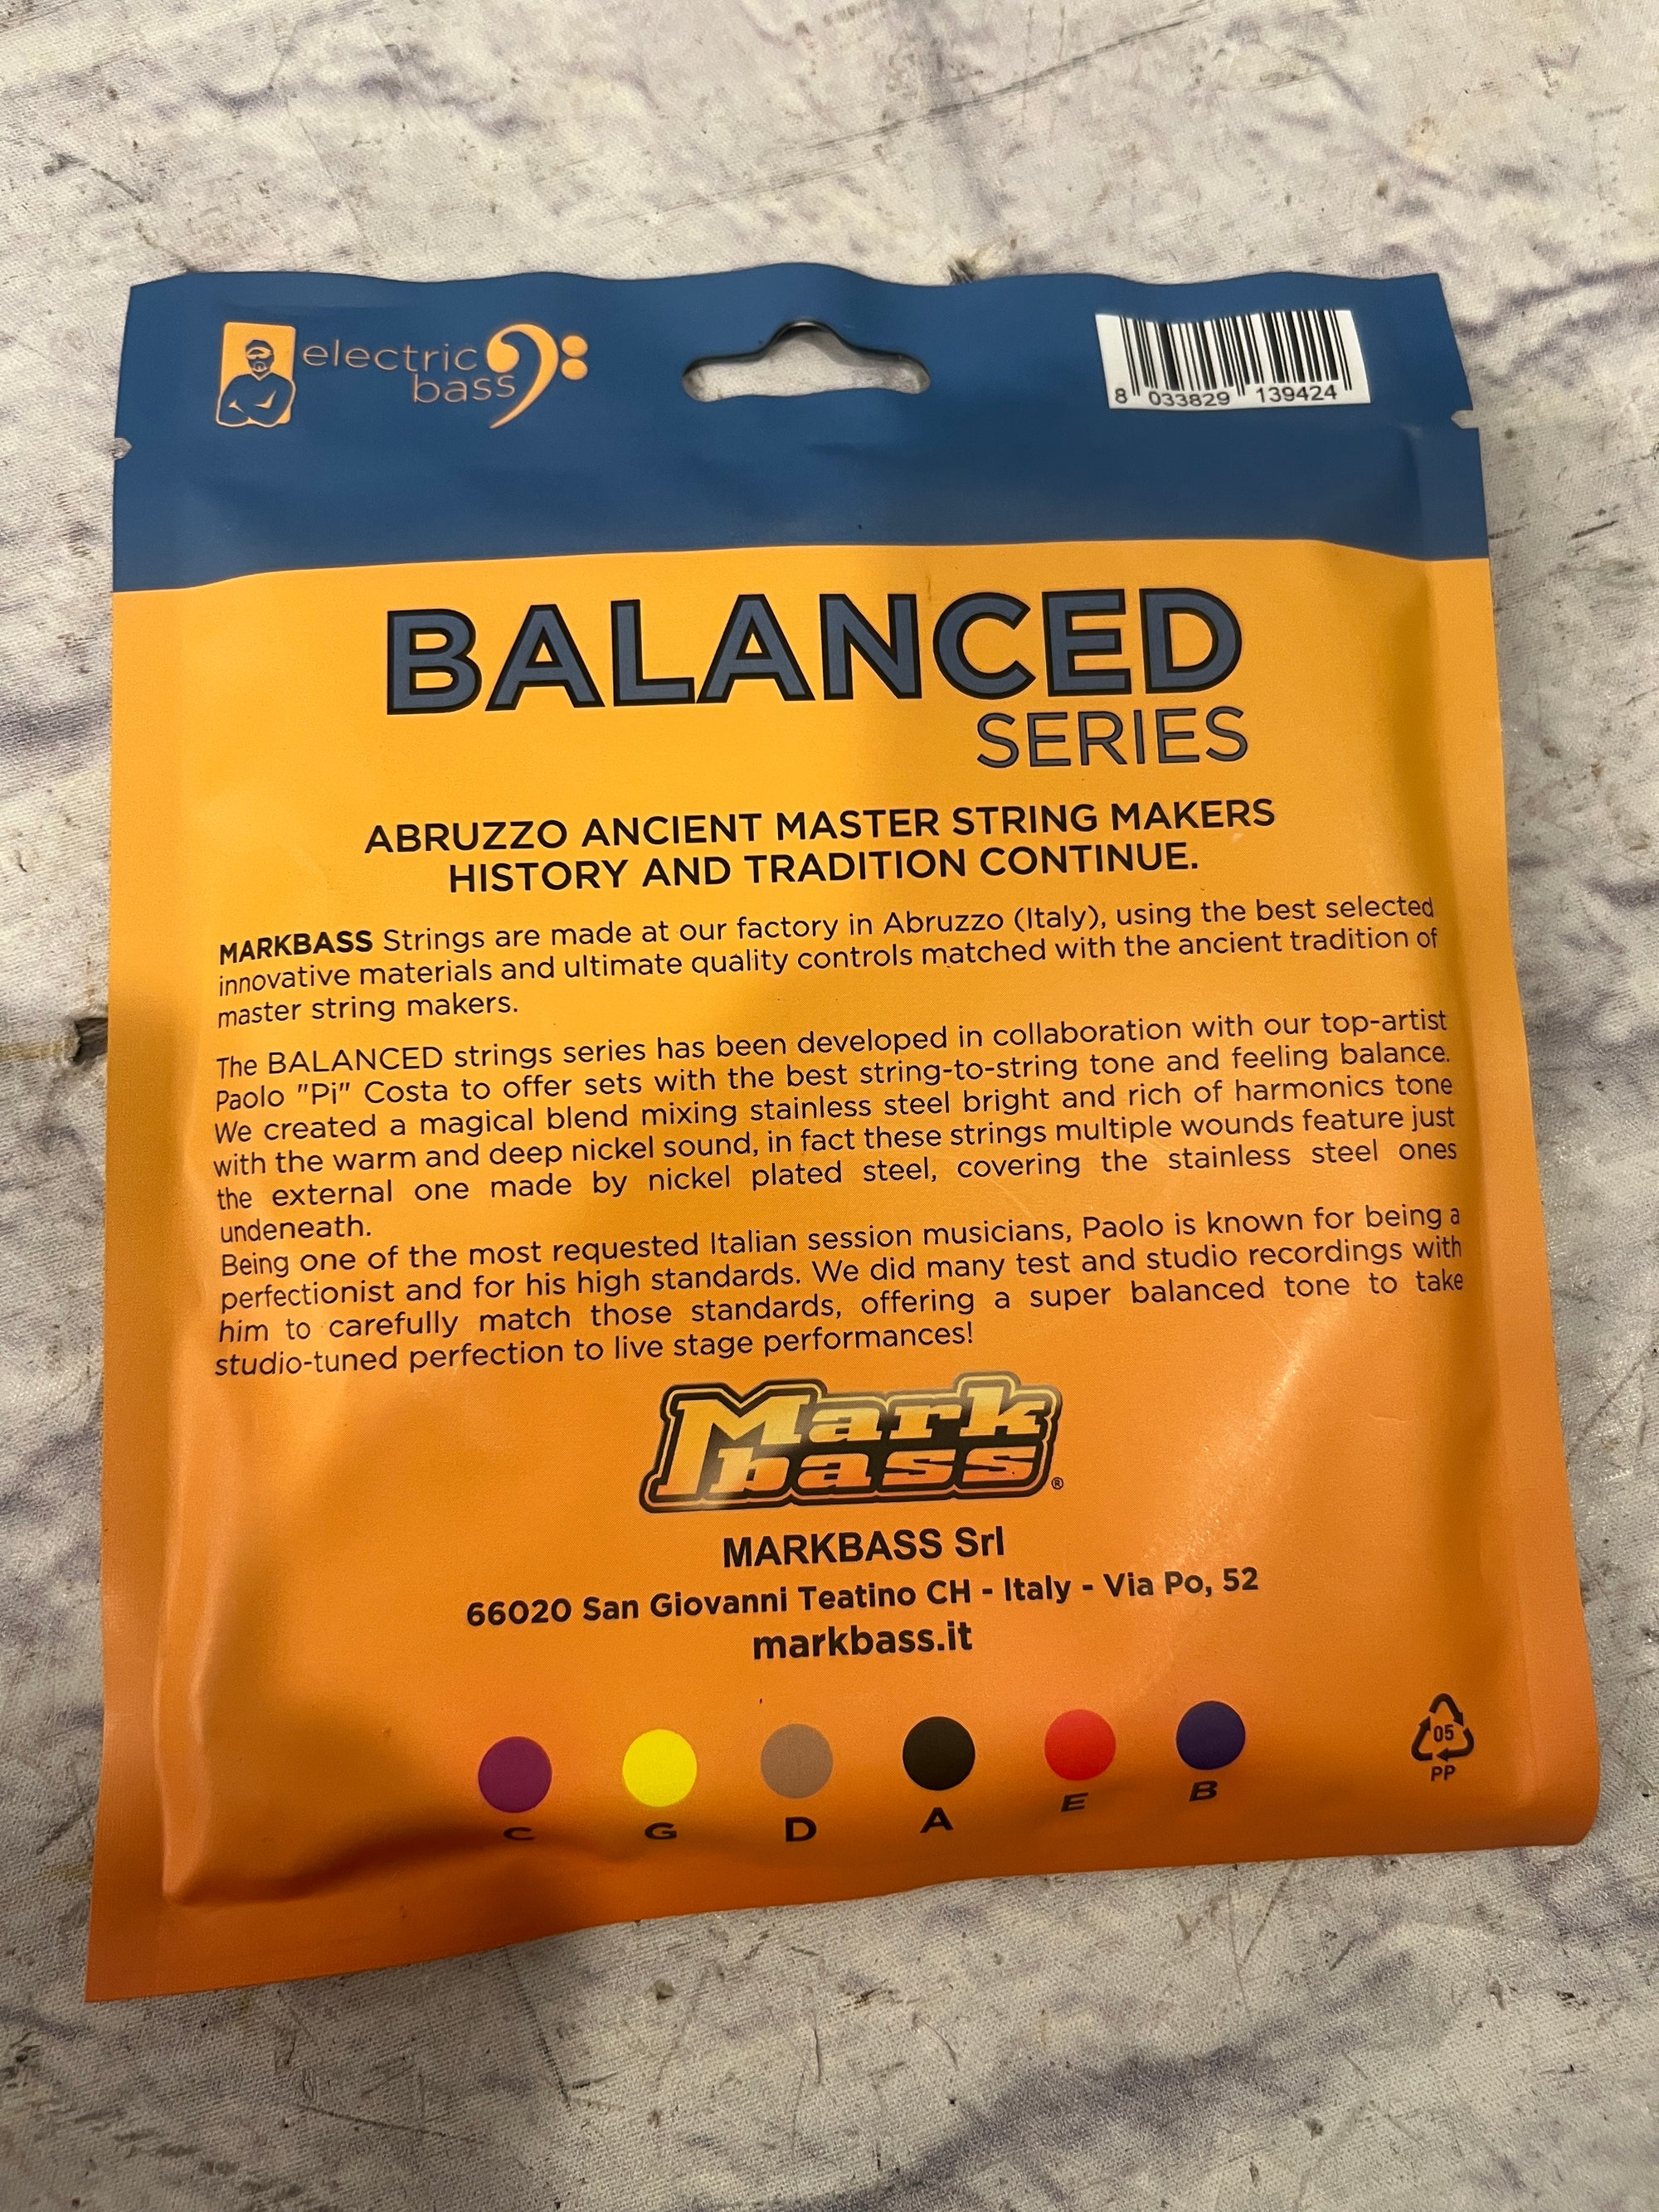 electric
bass
8 033829 139424
BALANCED
SERIES
ABRUZZO ANCIENT MASTER STRING MAKERS
HISTORY AND TRADITION CONTINUE.
MARKBASS Strings are made at our factory in Abruzzo (Italy), using the best selected
innovative materials and ultimate quality controls matched with the ancient tradition of
master string makers.
The BALANCED strings series has been developed in collaboration with our top-artist
Paolo "Pi" Costa to offer sets with the best string-to-string tone and feeling balance.
We created a magical blend mixing stainless steel bright and rich of harmonics tone
with the warm and deep nickel sound, in fact these strings multiple wounds feature just
the external one made by nickel plated steel, covering the stainless steel ones
undeneath.
Being one of the most requested Italian session musicians, Paolo is known for being a
perfectionist and for his high standards. We did many test and studio recordings with
him to carefully match those standards, offering a super balanced tone to take
studio-tuned perfection to live stage performances!
Mark
bass ®
MARKBASS Srl
66020 San Giovanni Teatino CH - Italy - Via Po, 52
markbass.it
C G D A E B
05
PP